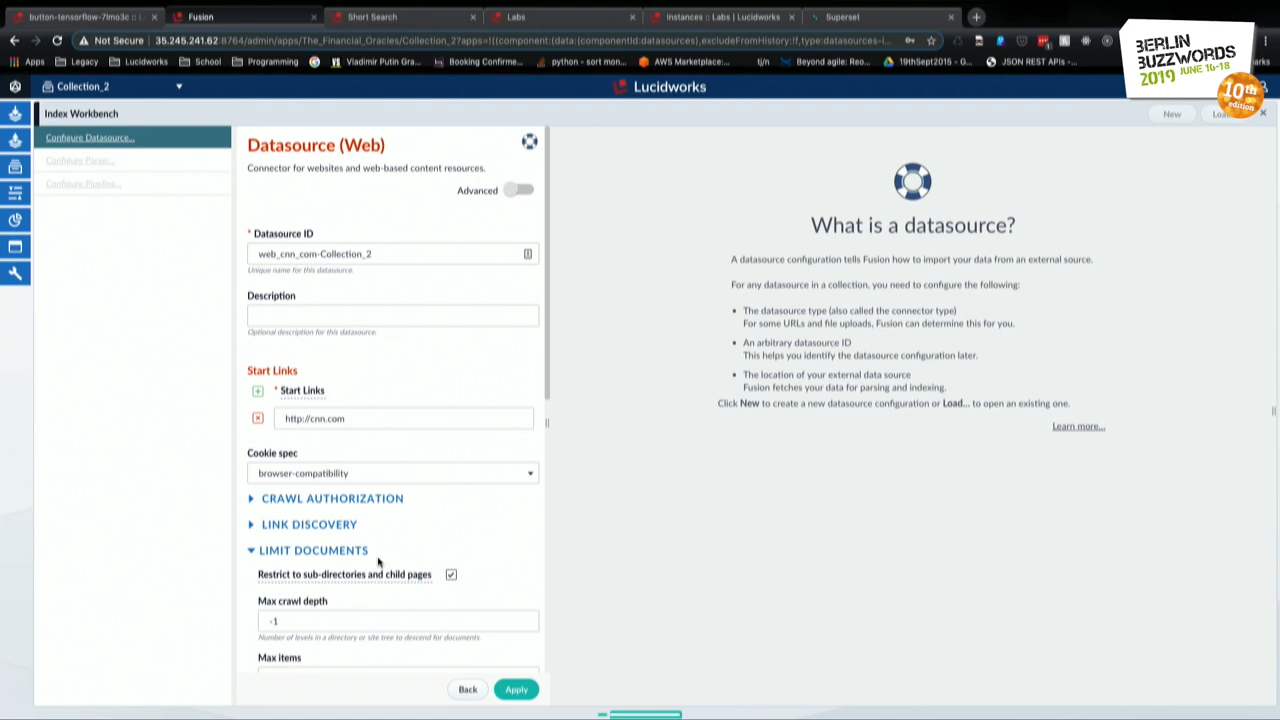 button-tensorflow-7imo3c ::
Fusion
Short Search
Labs
Instances :: Labs | Lucidworks
Superset
Not Secure
35.245.241.62:8764/admin/apps/The_Financial_Oracles/Collection_2?apps=!((component:(data:(componentId:datasources),excludeFromHistory:!f,type:datasources-i...
Apps
Legacy
Lucidworks
School
Programming
Vladimir Putin Gra...
Booking Confirme...
python - sort mon...
AWS Marketplace:...
tj/n
Beyond agile: Reo...
19thSept2015 - G...
JSON REST APIs -...
BERLIN
BUZZWORDS
2019 JUNE 16-18
10th
edition
Collection_2
Lucidworks
Index Workbench
New
Configure Datasource...
Configure Parser...
Configure Pipeline...
Datasource (Web)
Connector for websites and web-based content resources.
Advanced
* Datasource ID
web_cnn_com-Collection_2
Unique name for this datasource.
Description
Optional description for this datasource.
Start Links
* Start Links
http://cnn.com
Cookie spec
browser-compatibility
CRAWL AUTHORIZATION
LINK DISCOVERY
LIMIT DOCUMENTS
Restrict to sub-directories and child pages
Max crawl depth
-1
Number of levels in a directory or site tree to descend for documents.
Max items
Back
Apply
What is a datasource?
A datasource configuration tells Fusion how to import your data from an external source.
For any datasource in a collection, you need to configure the following:
• The datasource type (also called the connector type)
For some URLs and file uploads, Fusion can determine this for you.
• An arbitrary datasource ID
This helps you identify the datasource configuration later.
• The location of your external data source
Fusion fetches your data for parsing and indexing.
Click New to create a new datasource configuration or Load... to open an existing one.
Learn more...